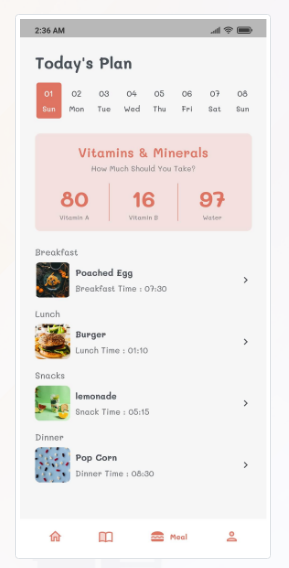 2:36 AM
Today's Plan
01 02 03 04 05 06 07 08
Sun Mon Tue Wed Thu Fri Sat Sun
Vitamins & Minerals
How Much Should You Take?
80 16 97
Vitamin A Vitamin B Water
Breakfast
Poached Egg
Breakfast Time : 07:30
Lunch
Burger
Lunch Time : 01:10
Snacks
lemonade
Snack Time : 05:15
Dinner
Pop Corn
Dinner Time : 08:30
Meal